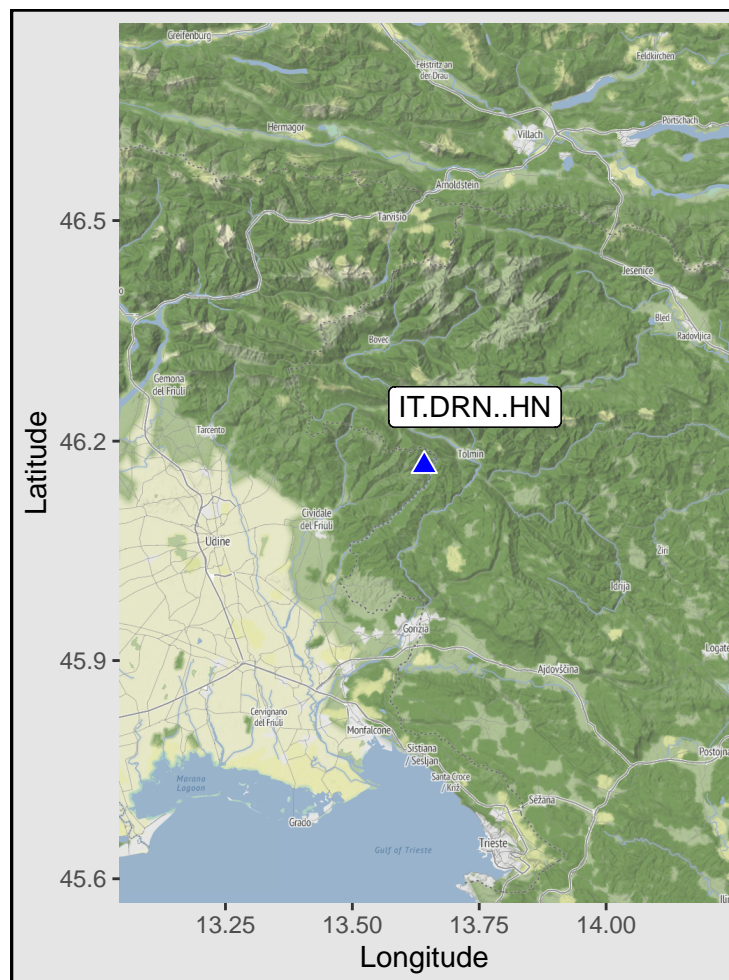 Greifenburg
Feistritz an
der Drau
Feldkirchen
Villach
Pörtschach
Hermagor
Arnoldstein
46.5
Tarvisio
Jesenice
Bled
Radovljica
Bovec
Gemona
del Friuli
IT.DRN..HN
46.2
Tarcento
Tolmin
Latitude
Cividale
del Friuli
Udine
Žiri
Idrija
Gorizia
Logate
45.9
Ajdovščina
Cervignano
del Friuli
Monfalcone
Sistiana
/ Sesljan
Postojna
Marano
Lagoon
Santa Croce
/ Križ
Sežana
Grado
Trieste
Gulf of Trieste
45.6
Ili
13.25
13.50
13.75
14.00
Longitude